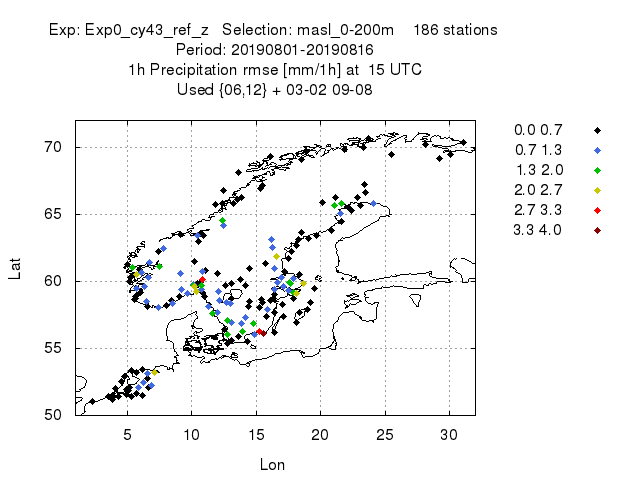 Exp: Exp0_cy43_ref_z Selection: masl_0-200m 186 stations
Period: 20190801-20190816
1h Precipitation rmse [mm/1h] at 15 UTC
Used {06,12} + 03-02 09-08
0.0 0.7
0.7 1.3
1.3 2.0
2.0 2.7
2.7 3.3
3.3 4.0
70
65
60
55
50
Lat
5 10 15 20 25 30
Lon